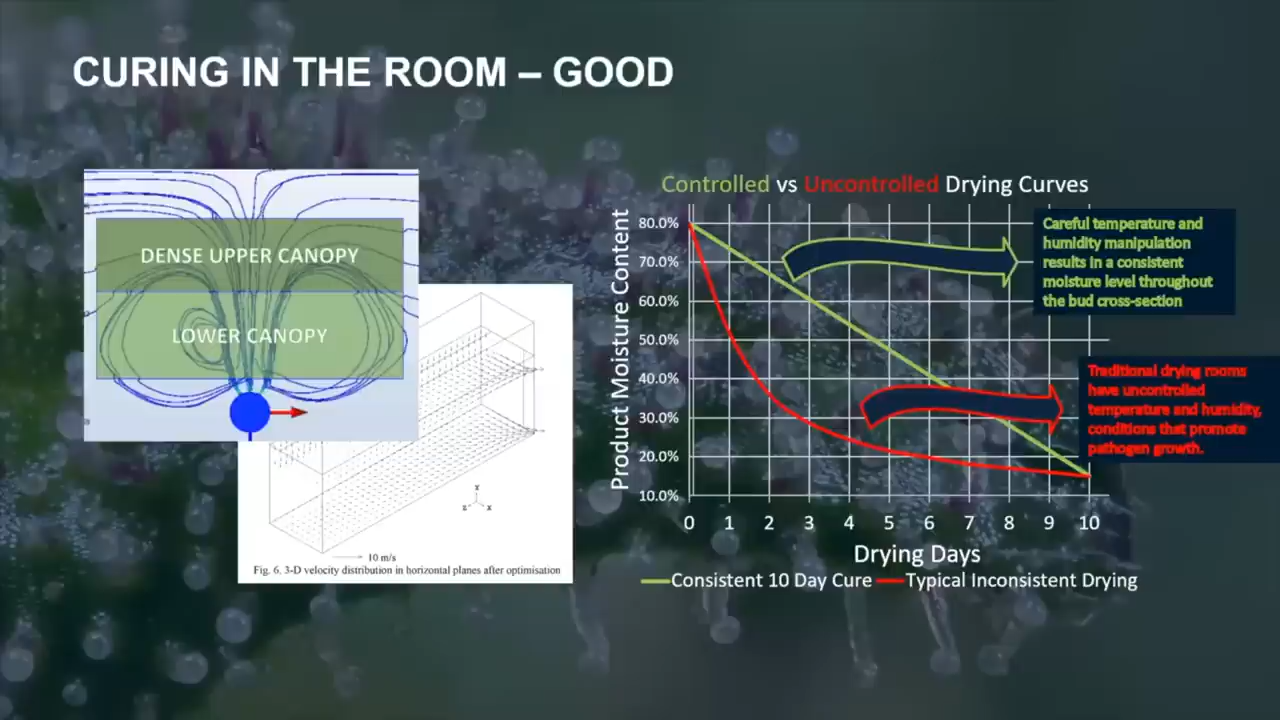 CURING IN THE ROOM – GOOD
DENSE UPPER CANOPY
LOWER CANOPY
x
z
x
10 m/s
Fig. 6. 3-D velocity distribution in horizontal planes after optimisation
Controlled vs Uncontrolled Drying Curves
Product Moisture Content
80.0%
70.0%
60.0%
50.0%
40.0%
30.0%
20.0%
10.0%
0 1 2 3 4 5 6 7 8 9 10
Drying Days
Consistent 10 Day Cure Typical Inconsistent Drying
Careful temperature and
humidity manipulation
results in a consistent
moisture level throughout
the bud cross-section
Traditional drying rooms
have uncontrolled
temperature and humidity,
conditions that promote
pathogen growth.